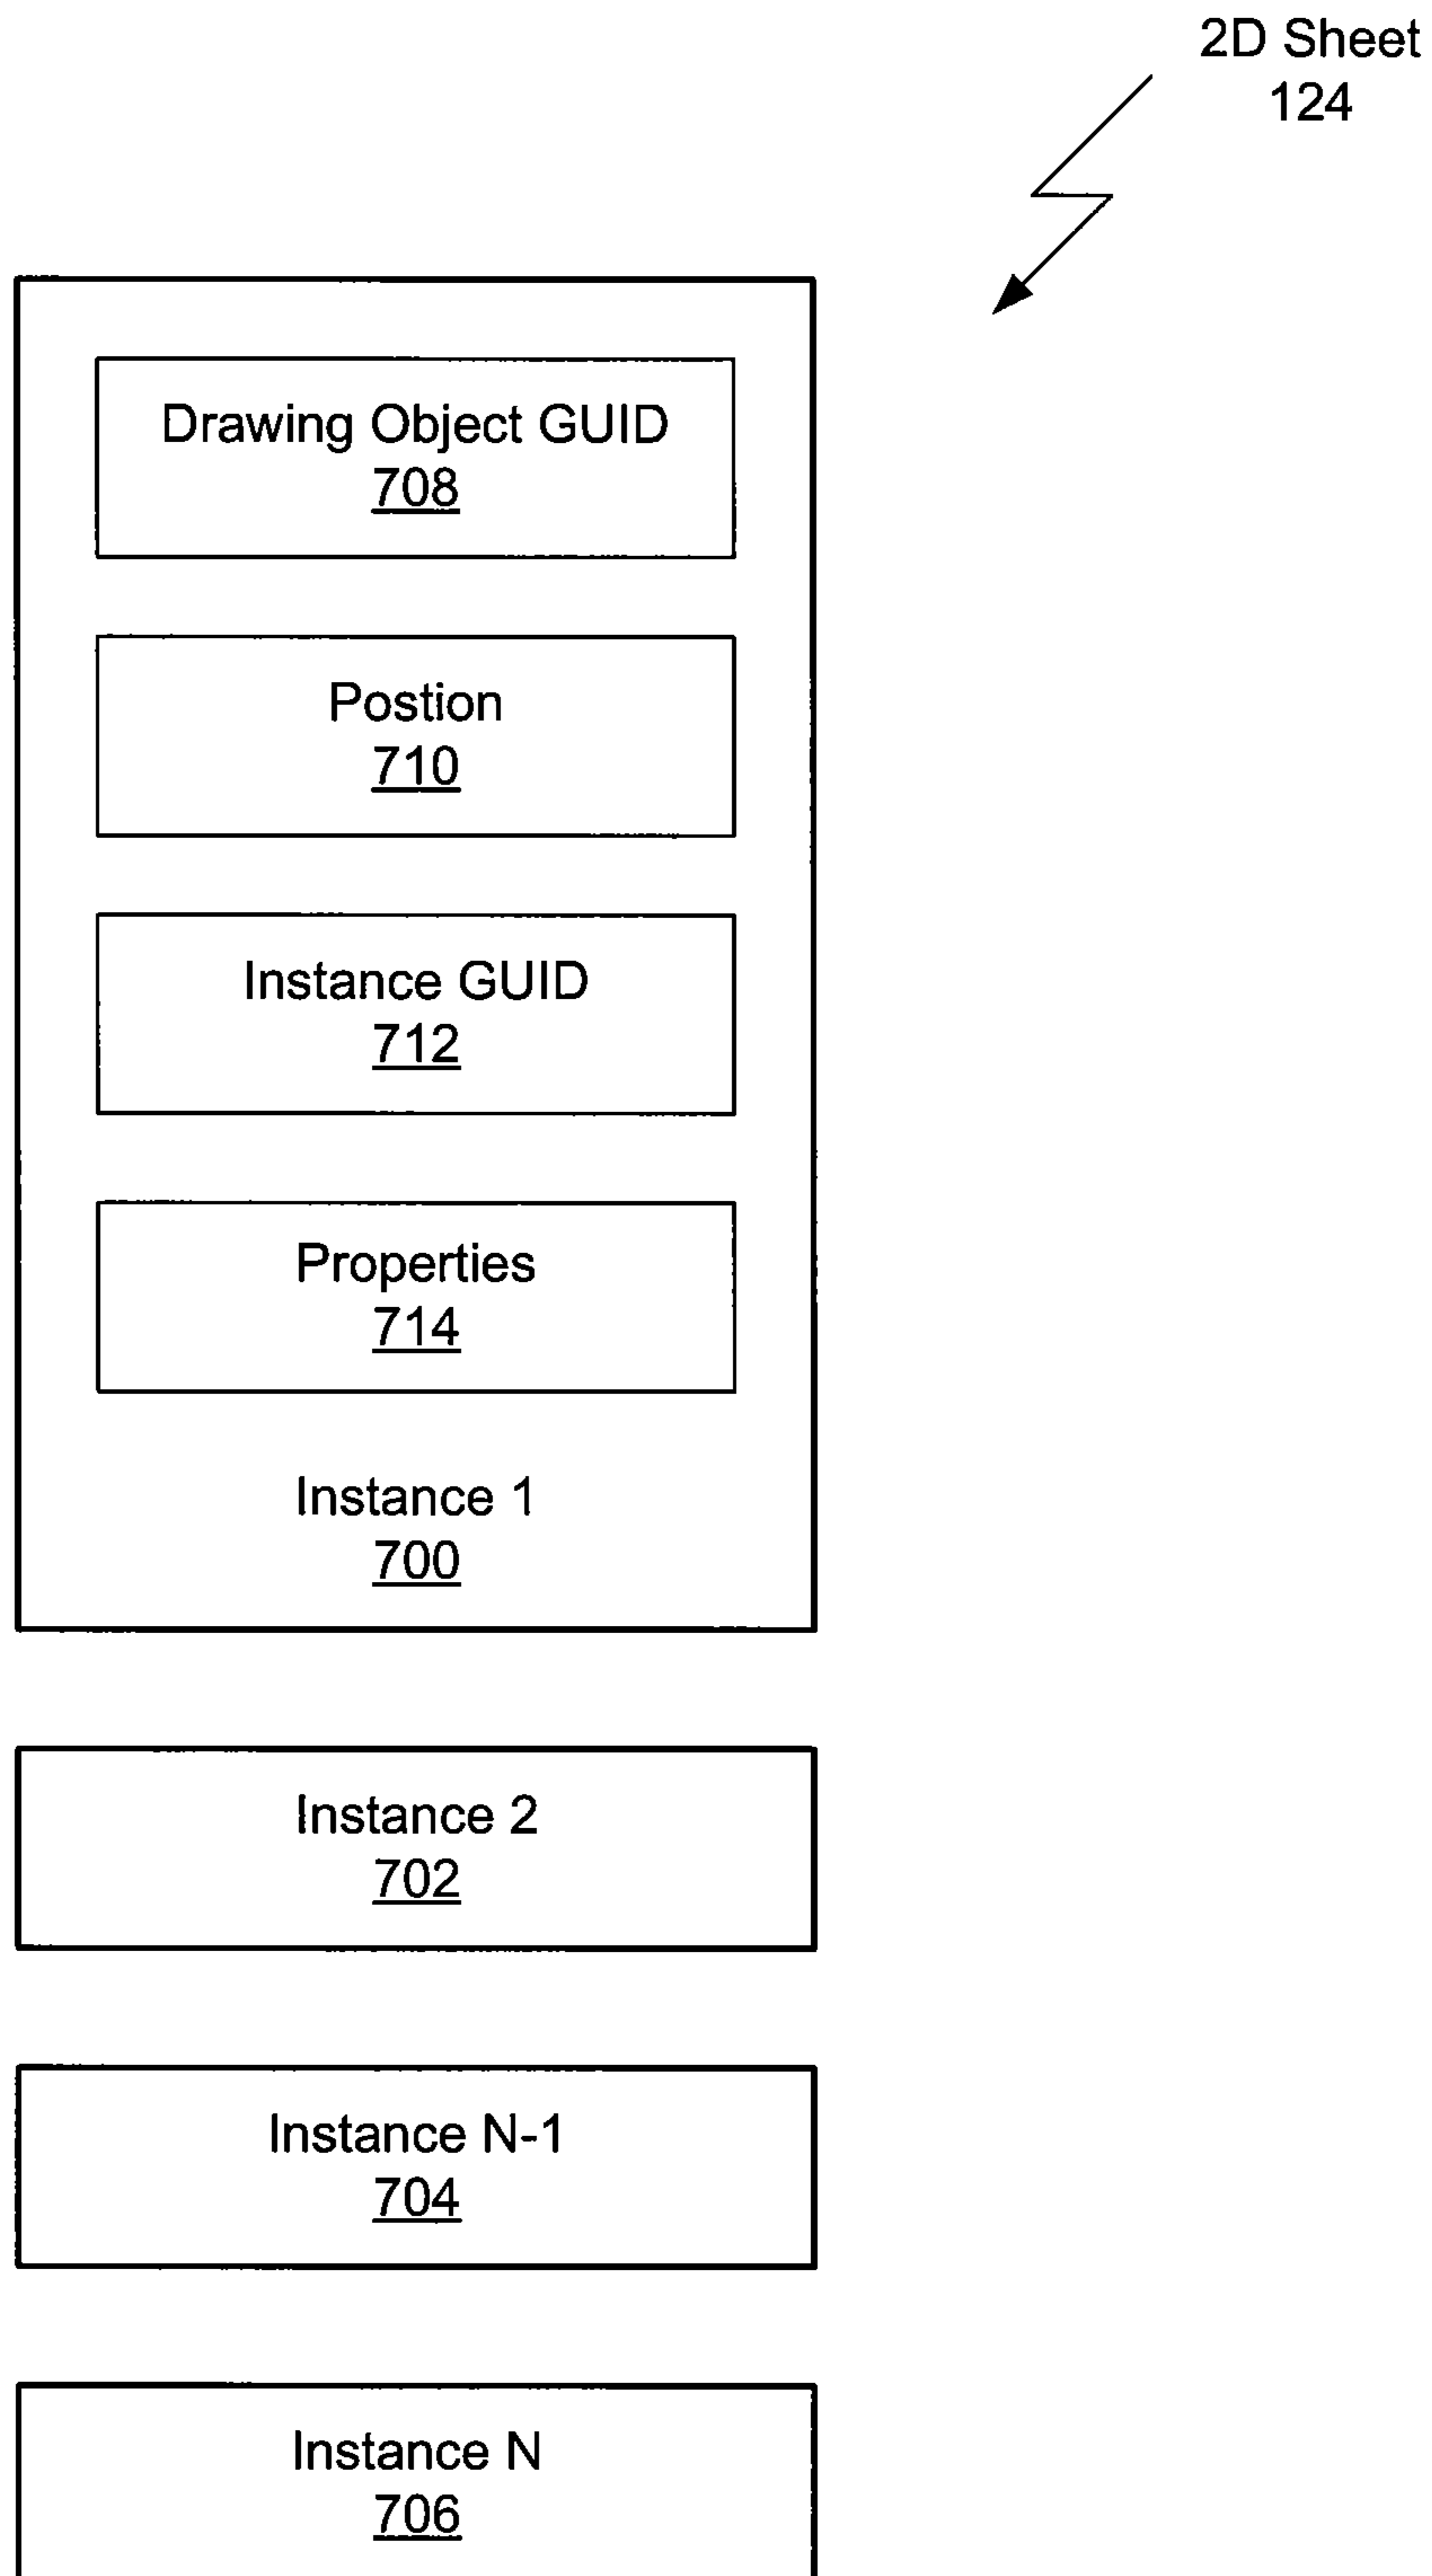 2D Sheet
124
Drawing Object GUID
708
Postion
710
Instance GUID
712
Properties
714
Instance 1
700
Instance 2
702
Instance N-1
704
Instance N
706